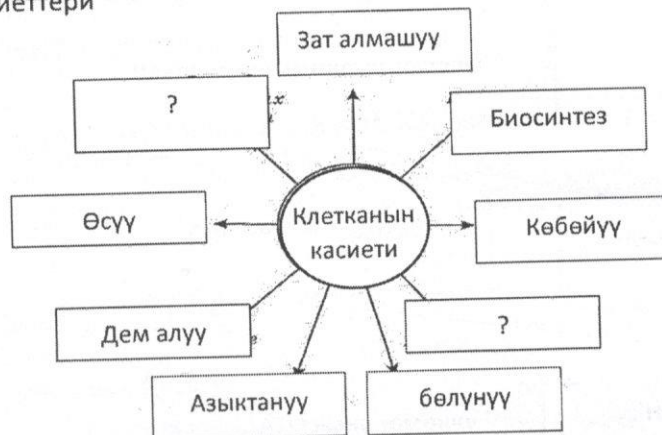 иеттери
Зат алмашуу
?
Биосинтез
Өсүү
Клетканын
касиети
Көбөйүү
Дем алуу
?
Азыктануу
бөлүнүү